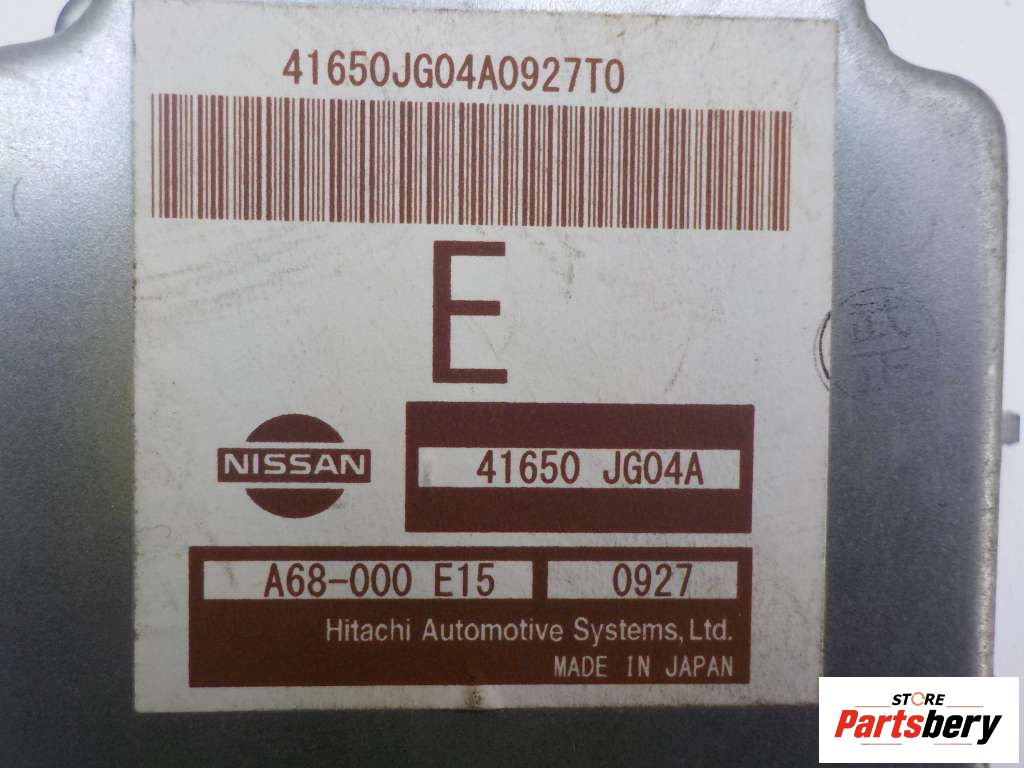 41650JG04A0927T0
E
NISSAN
41650 JG04A
A68-000 E15
0927
Hitachi Automotive Systems, Ltd.
MADE IN JAPAN
STORE
Partsbery